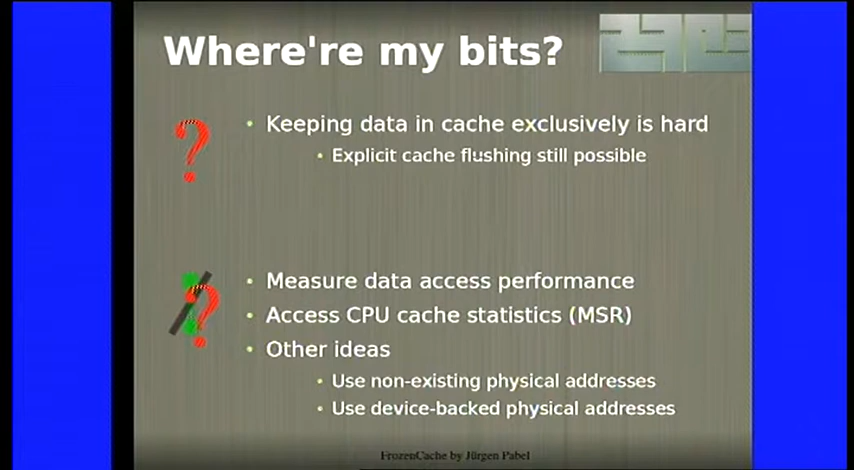 Where're my bits?
Keeping data in cache exclusively is hard
Explicit cache flushing still possible
Measure data access performance
Access CPU cache statistics (MSR)
Other ideas
Use non-existing physical addresses
Use device-backed physical addresses
FrozenCache by Jürgen Pabel